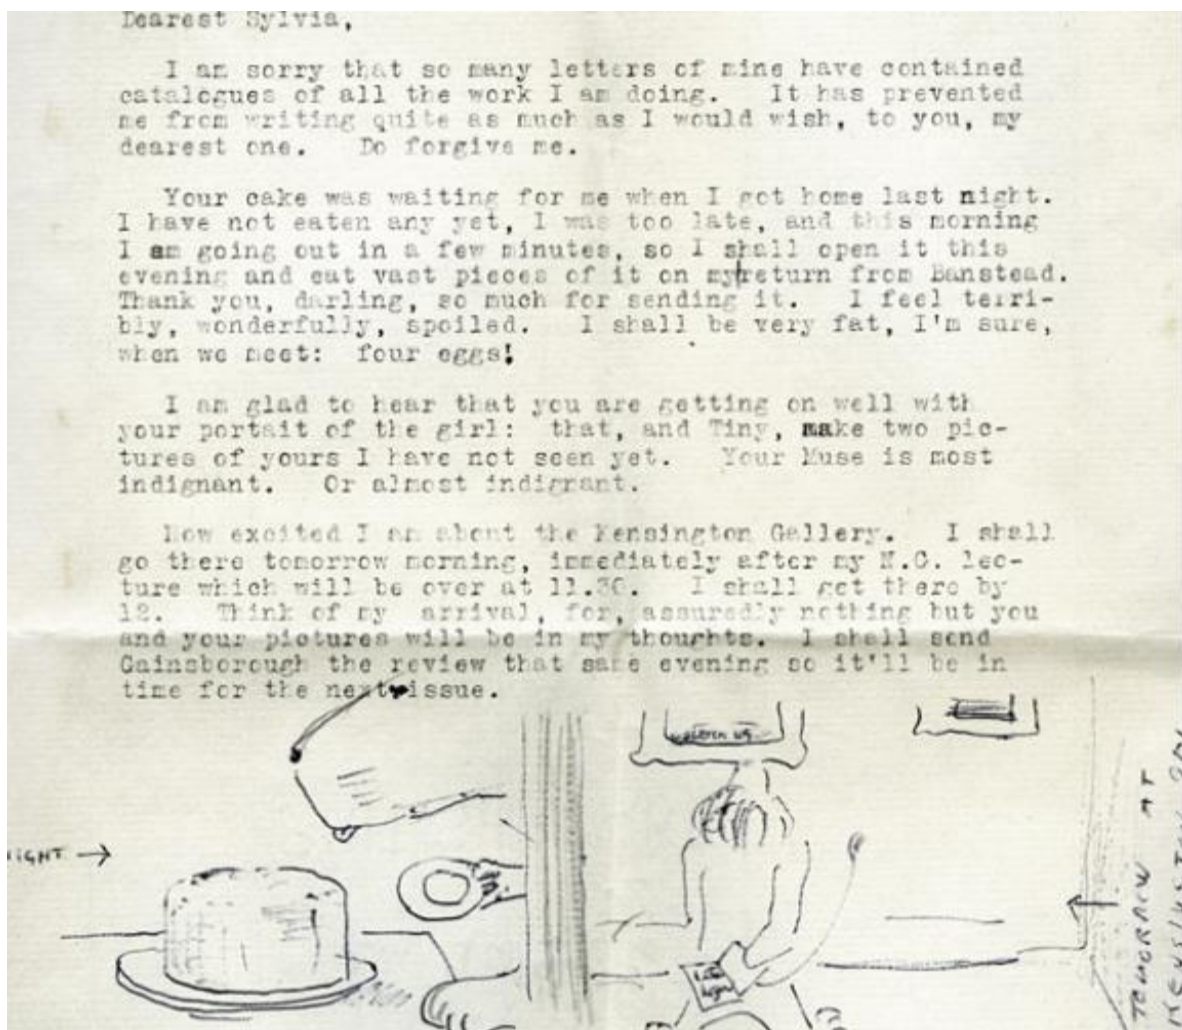 Dearest Sylvia,
I am sorry that so many letters of mine have contained
catalogues of all the work I am doing. It has prevented
me from writing quite as much as I would wish, to you, my
dearest one. Do forgive me.
Your cake was waiting for me when I got home last night.
I have not eaten any yet, I was too late, and this morning
I am going out in a few minutes, so I shall open it this
evening and eat vast pieces of it on my return from Banstead.
Thank you, darling, so much for sending it. I feel terri-
bly, wonderfully, spoiled. I shall be very fat, I'm sure,
when we meet: four eggs!
I am glad to hear that you are getting on well with
your portait of the girl: that, and Tiny, make two pic-
tures of yours I have not seen yet. Your Muse is most
indignant. Or almost indignant.
How excited I am about the Kensington Gallery. I shall
go there tomorrow morning, immediately after my N.C. lec-
ture which will be over at 11.30. I shall get there by
12. Think of my arrival, for, assuredly nothing but you
and your pictures will be in my thoughts. I shall send
Gainsborough the review that same evening so it'll be in
time for the next issue.
IGHT →
TOMORROW AT
KENSINGTON